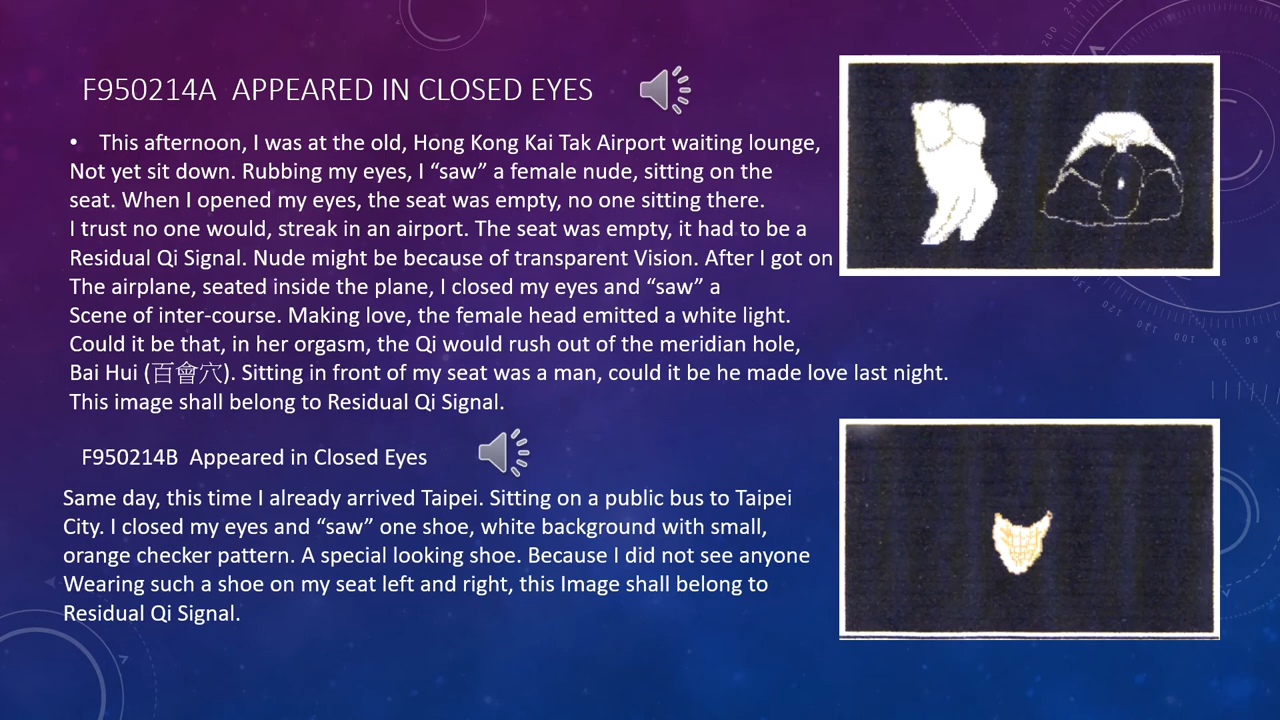 F950214A APPEARED IN CLOSED EYES
• This afternoon, I was at the old, Hong Kong Kai Tak Airport waiting lounge,
Not yet sit down. Rubbing my eyes, I “saw” a female nude, sitting on the
seat. When I opened my eyes, the seat was empty, no one sitting there.
I trust no one would, streak in an airport. The seat was empty, it had to be a
Residual Qi Signal. Nude might be because of transparent Vision. After I got on
The airplane, seated inside the plane, I closed my eyes and “saw” a
Scene of inter-course. Making love, the female head emitted a white light.
Could it be that, in her orgasm, the Qi would rush out of the meridian hole,
Bai Hui (百會穴). Sitting in front of my seat was a man, could it be he made love last night.
This image shall belong to Residual Qi Signal.
F950214B Appeared in Closed Eyes
Same day, this time I already arrived Taipei. Sitting on a public bus to Taipei
City. I closed my eyes and “saw” one shoe, white background with small,
orange checker pattern. A special looking shoe. Because I did not see anyone
Wearing such a shoe on my seat left and right, this Image shall belong to
Residual Qi Signal.